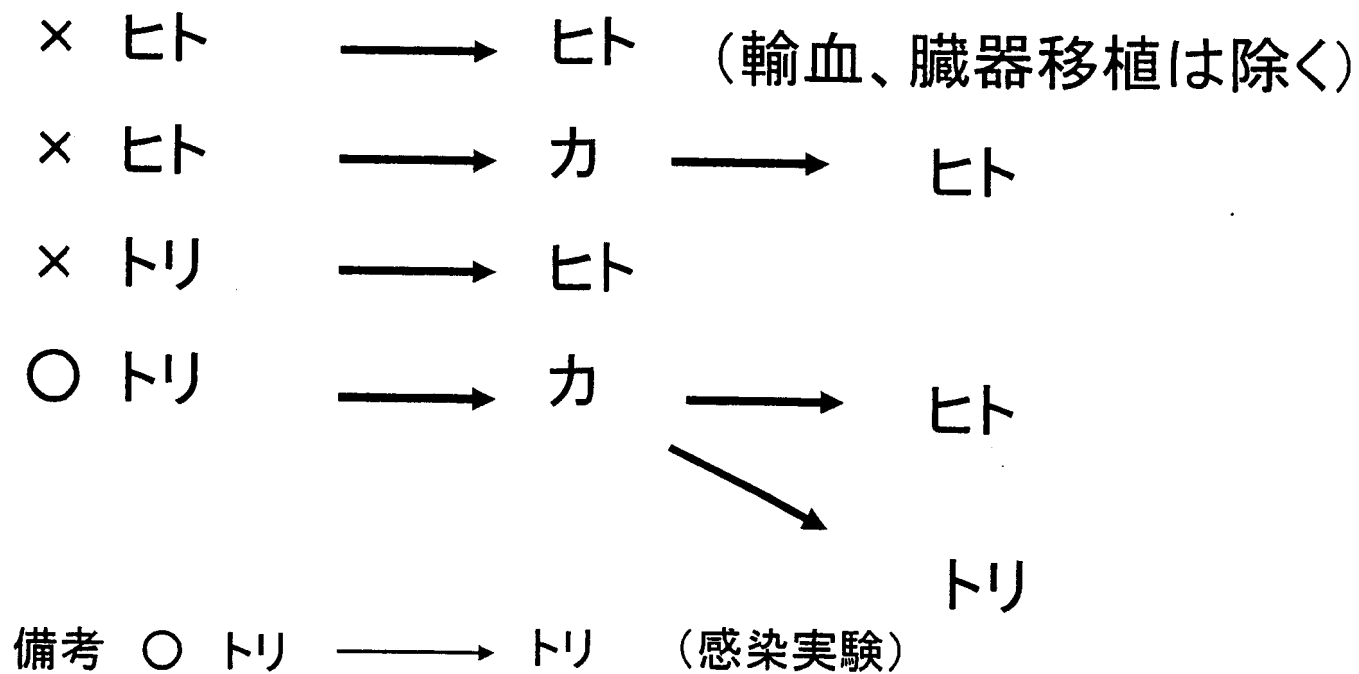 × ヒト → ヒト (輸血、臓器移植は除く)
× ヒト → カ → ヒト
× トリ → ヒト
○ トリ → カ → ヒト
トリ
備考 ○ トリ → トリ (感染実験)